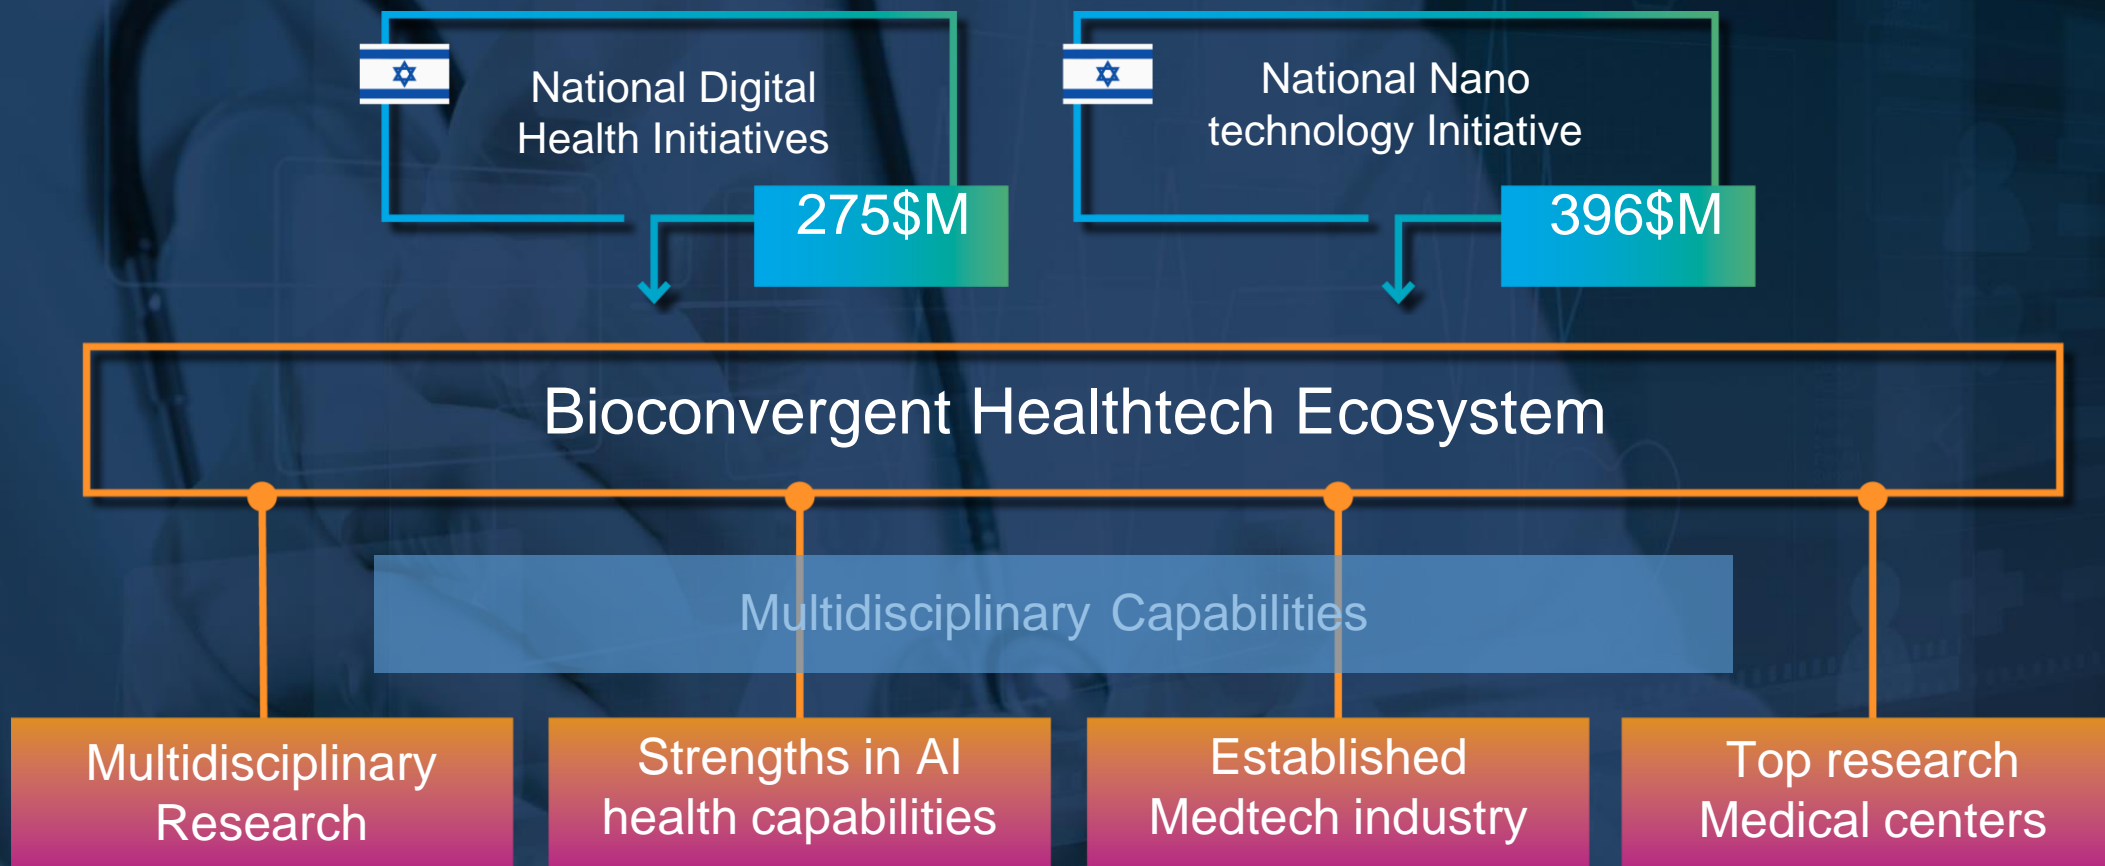 National Digital
Health Initiatives
275$M
National Nano
technology Initiative
396$M
Bioconvergent Healthtech Ecosystem
Multidisciplinary Capabilities
Multidisciplinary
Research
Strengths in AI
health capabilities
Established
Medtech industry
Top research
Medical centers